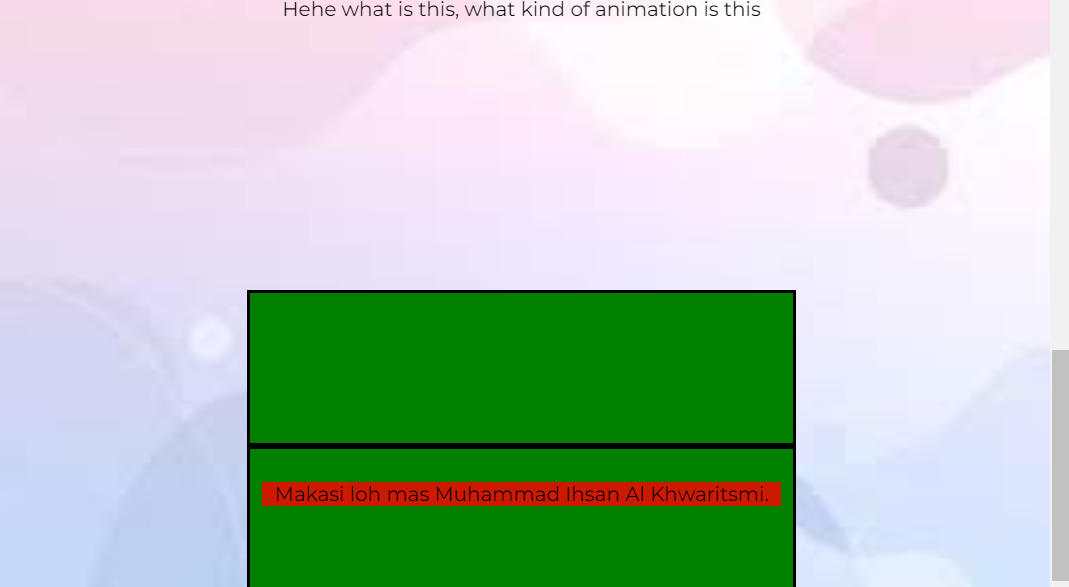 Hehe what is this, what kind of animation is this
Makasi loh mas Muhammad Ihsan Al Khwaritsmi.